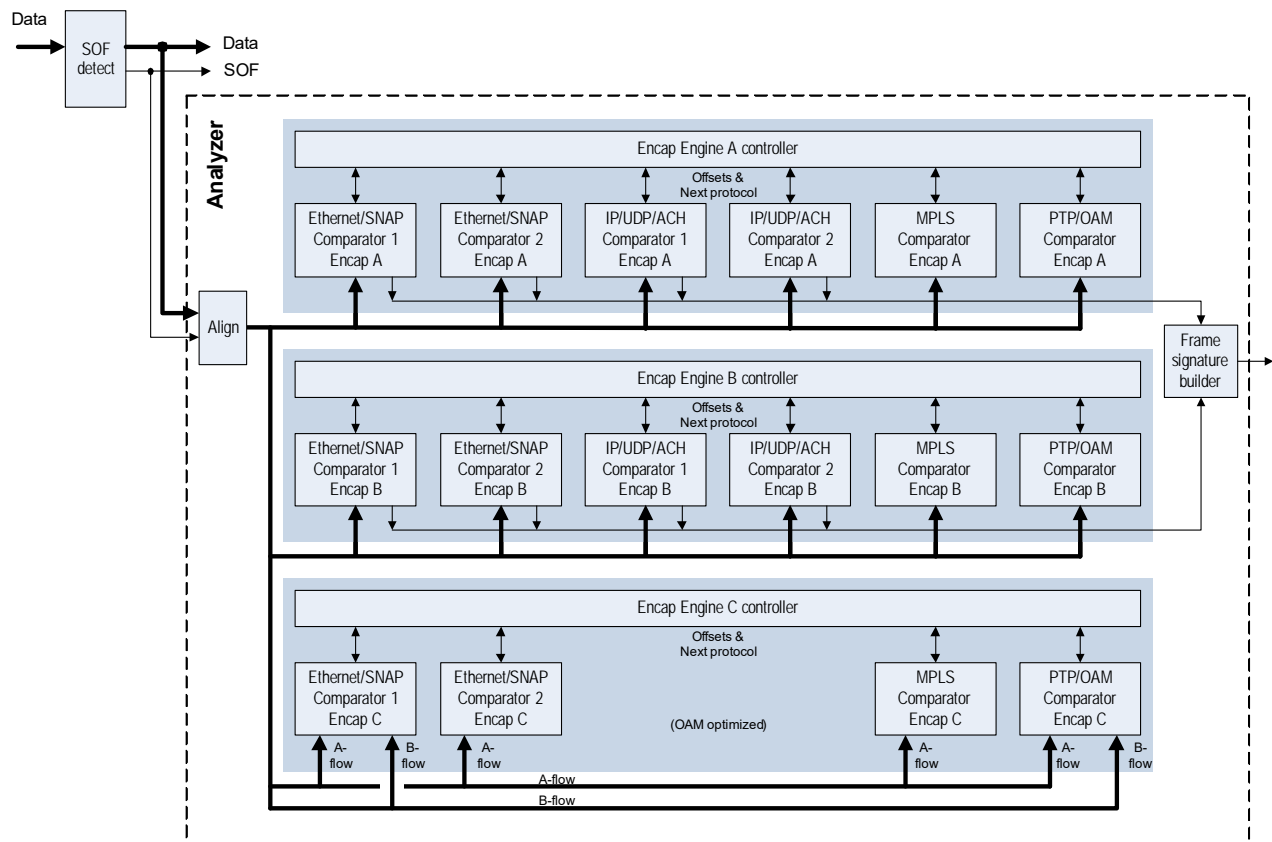 Data
SOF
detect
Data
SOF
Analyzer
Encap Engine A controller
Offsets &
Next protocol
Ethernet/SNAP
Comparator 1
Encap A
Ethernet/SNAP
Comparator 2
Encap A
IP/UDP/ACH
Comparator 1
Encap A
IP/UDP/ACH
Comparator 2
Encap A
MPLS
Comparator
Encap A
PTP/OAM
Comparator
Encap A
Align
Frame
signature
builder
Encap Engine B controller
Offsets &
Next protocol
Ethernet/SNAP
Comparator 1
Encap B
Ethernet/SNAP
Comparator 2
Encap B
IP/UDP/ACH
Comparator 1
Encap B
IP/UDP/ACH
Comparator 2
Encap B
MPLS
Comparator
Encap B
PTP/OAM
Comparator
Encap B
Encap Engine C controller
Offsets &
Next protocol
Ethernet/SNAP
Comparator 1
Encap C
Ethernet/SNAP
Comparator 2
Encap C
(OAM optimized)
MPLS
Comparator
Encap C
PTP/OAM
Comparator
Encap C
A-
flow
B-
flow
A-
flow
A-
flow
A-
flow
B-
flow
A-flow
B-flow